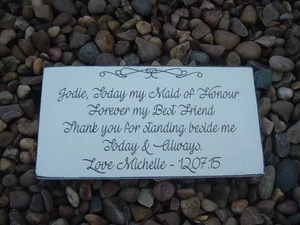 Jodie, Today my Maid of Honour
Forever my Best Friend
Thank you for standing beside me
Today & Always.
Love Michelle - 12.07.15